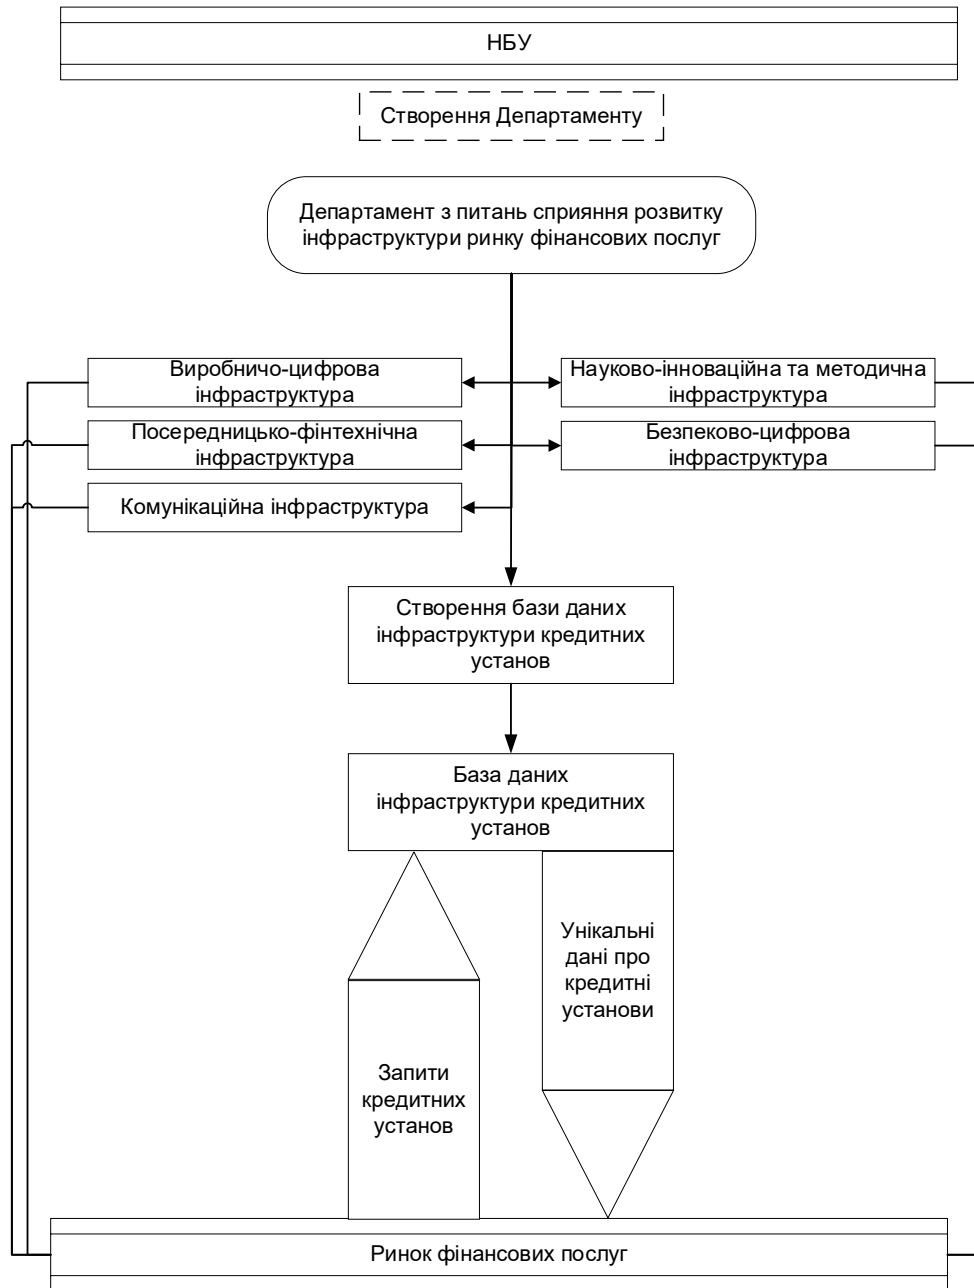 НБУ
Створення Департаменту
Департамент з питань сприяння розвитку
інфраструктури ринку фінансових послуг
Виробничо-цифрова
інфраструктура
Науково-інноваційна та методична
інфраструктура
Посередницько-фінтехнічна
інфраструктура
Безпеково-цифрова
інфраструктура
Комунікаційна інфраструктура
Створення бази даних
інфраструктури кредитних
установ
База даних
інфраструктури кредитних
установ
Унікальні
дані про
кредитні
установи
Запити
кредитних
установ
Ринок фінансових послуг